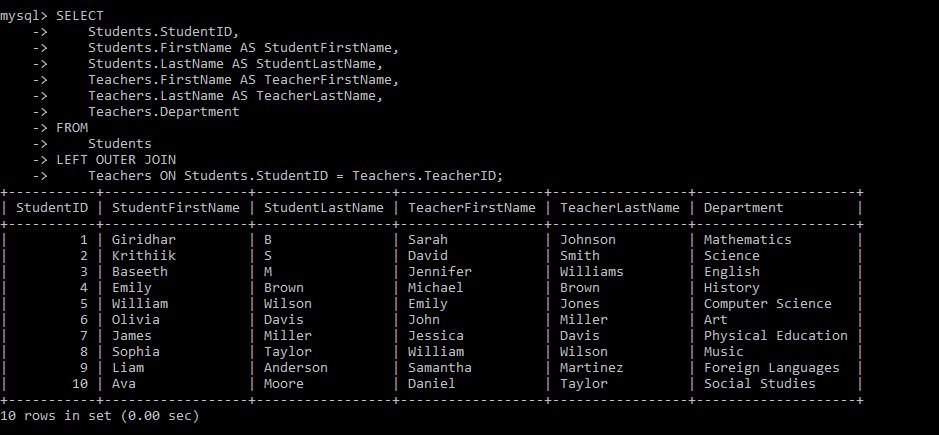 mysql> SELECT
    ->     Students.StudentID,
    ->     Students.FirstName AS StudentFirstName,
    ->     Students.LastName AS StudentLastName,
    ->     Teachers.FirstName AS TeacherFirstName,
    ->     Teachers.LastName AS TeacherLastName,
    ->     Teachers.Department
    -> FROM
    ->     Students
    -> LEFT OUTER JOIN
    ->     Teachers ON Students.StudentID = Teachers.TeacherID;
+-----------+------------------+-----------------+------------------+-----------------+--------------------+
| StudentID | StudentFirstName | StudentLastName | TeacherFirstName | TeacherLastName | Department         |
+-----------+------------------+-----------------+------------------+-----------------+--------------------+
|         1 | Giridhar         | B               | Sarah            | Johnson         | Mathematics        |
|         2 | Krithiik         | S               | David            | Smith           | Science            |
|         3 | Baseeth          | M               | Jennifer         | Williams        | English            |
|         4 | Emily            | Brown           | Michael          | Brown           | History            |
|         5 | William          | Wilson          | Emily            | Jones           | Computer Science   |
|         6 | Olivia           | Davis           | John             | Miller          | Art                |
|         7 | James            | Miller          | Jessica          | Davis           | Physical Education |
|         8 | Sophia           | Taylor          | William          | Wilson          | Music              |
|         9 | Liam             | Anderson        | Samantha         | Martinez        | Foreign Languages  |
|        10 | Ava              | Moore           | Daniel           | Taylor          | Social Studies     |
+-----------+------------------+-----------------+------------------+-----------------+--------------------+
10 rows in set (0.00 sec)